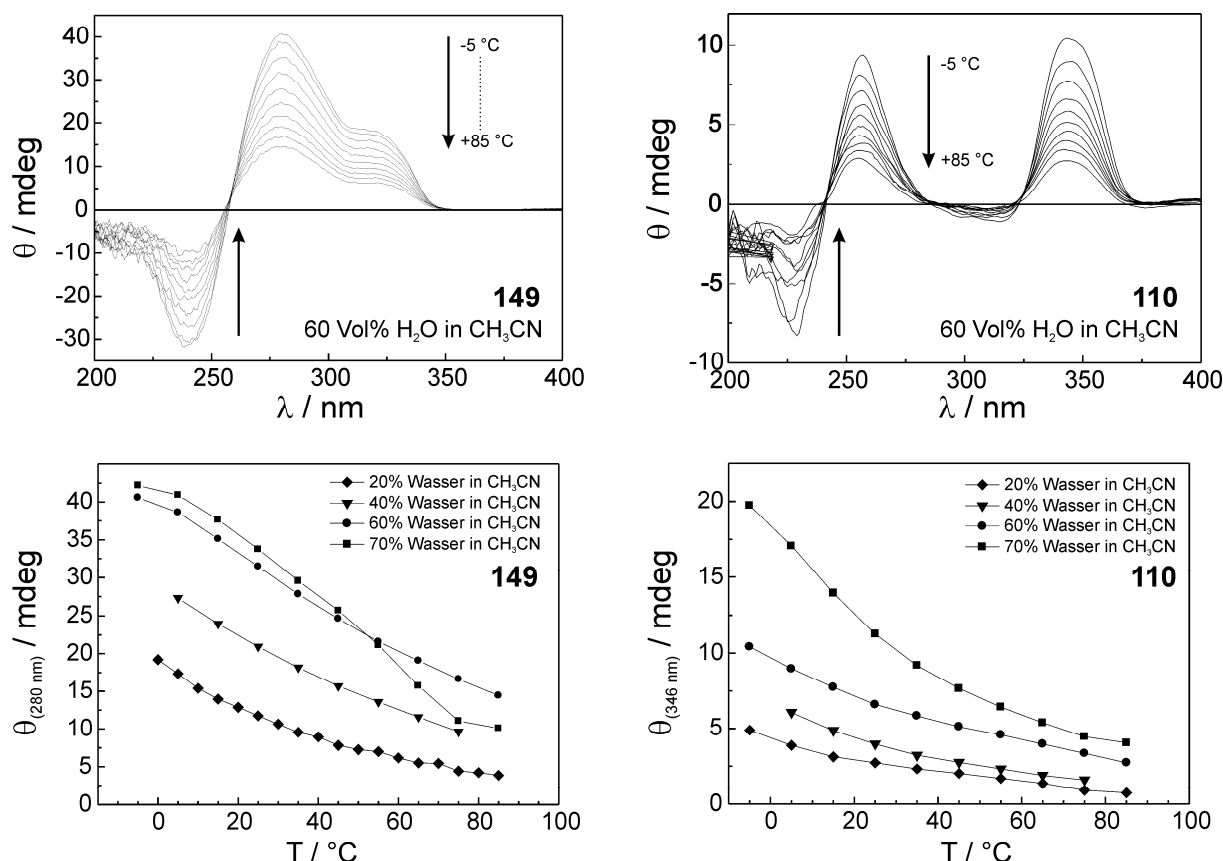 40
30
20
10
0
-10
-20
-30
θ / mdeg
-5 °C
+85 °C
149
60 Vol% H₂O in CH₃CN
200 250 300 350 400
λ / nm
10
5
0
-5
-10
θ / mdeg
-5 °C
+85 °C
110
60 Vol% H₂O in CH₃CN
200 250 300 350 400
λ / nm
45
40
35
30
25
20
15
10
5
0
θ(280 nm) / mdeg
20% Wasser in CH₃CN
40% Wasser in CH₃CN
60% Wasser in CH₃CN
70% Wasser in CH₃CN
149
0 20 40 60 80 100
T / °C
20
15
10
5
0
θ(346 nm) / mdeg
20% Wasser in CH₃CN
40% Wasser in CH₃CN
60% Wasser in CH₃CN
70% Wasser in CH₃CN
110
0 20 40 60 80 100
T / °C